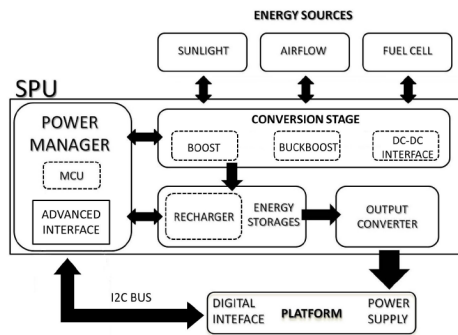 ENERGY SOURCES
SUNLIGHT
AIRFLOW
FUEL CELL
SPU
POWER
MANAGER
MCU
ADVANCED
INTERFACE
CONVERSION STAGE
BOOST
BUCKBOOST
DC-DC
INTERFACE
RECHARGER
ENERGY
STORAGES
OUTPUT
CONVERTER
I2C BUS
DIGITAL
INTEFACE
PLATFORM
POWER
SUPPLY